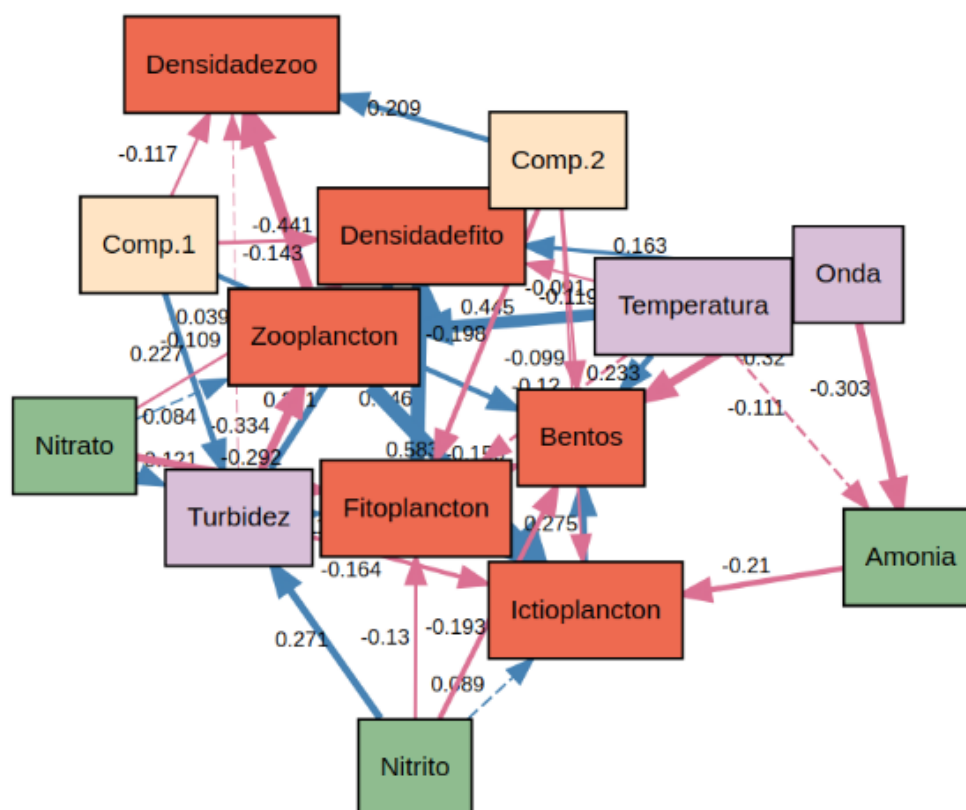 Densidadezoo
0.209
-0.117
Comp.2
Comp.1
-0.441
Densidadefito
0.163
-0.143
Onda
Temperatura
-0.091
-0.119
0.445
0.039
-0.109
Zooplancton
-0.198
0.227
-0.099
0.233
-0.12
-0.303
0.084
-0.334
-0.111
Nitrato
Bentos
0.121
-0.292
0.583
Turbidez
Fitoplancton
0.275
Amonia
-0.164
-0.21
Ictioplancton
0.271
-0.13
-0.193
0.089
Nitrito